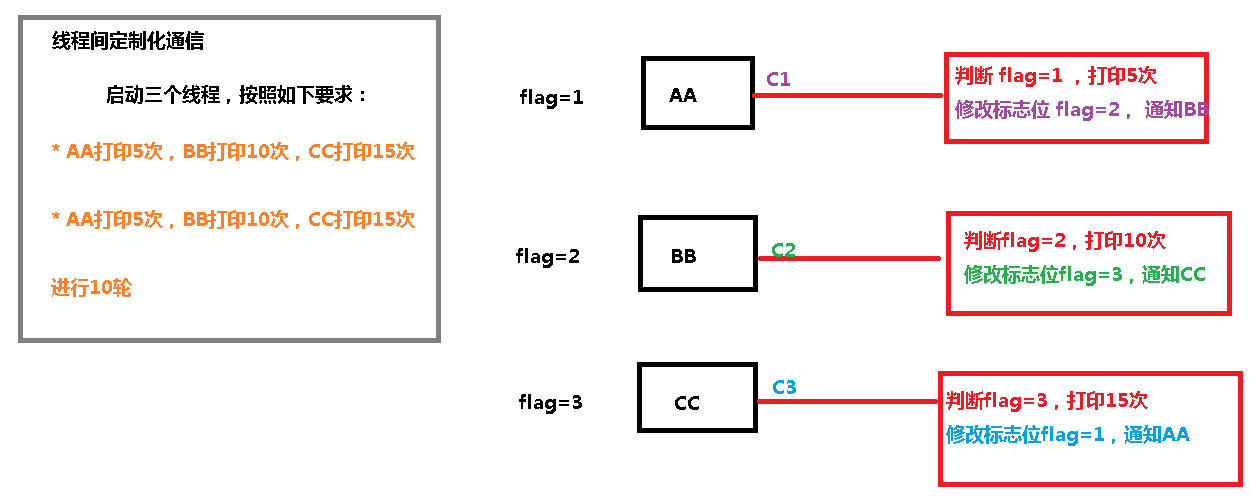 线程间定制化通信
启动三个线程，按照如下要求：
* AA打印5次，BB打印10次，CC打印15次
* AA打印5次，BB打印10次，CC打印15次
进行10轮
flag=1
AA
C1
判断 flag=1 ，打印5次
修改标志位 flag=2， 通知BB
flag=2
BB
C2
判断flag=2，打印10次
修改标志位flag=3，通知CC
flag=3
CC
C3
判断flag=3，打印15次
修改标志位flag=1，通知AA